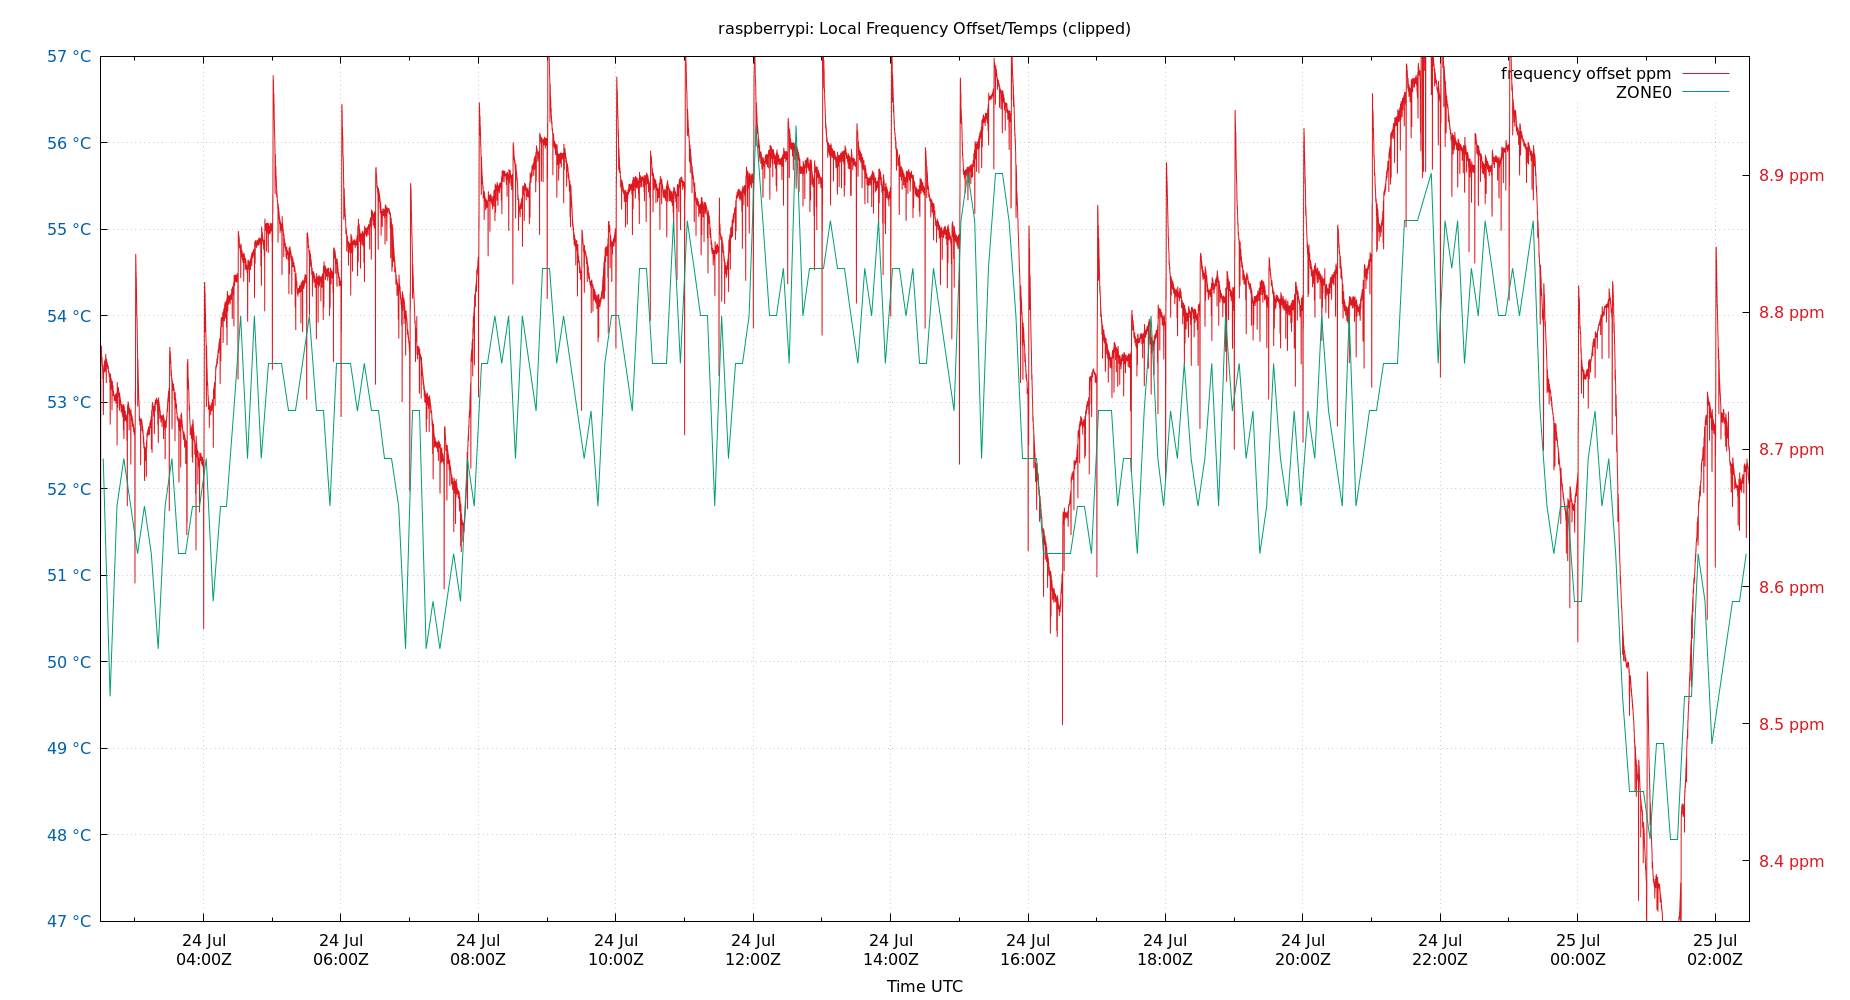 raspberrypi: Local Frequency Offset/Temps (clipped)
frequency offset ppm
ZONE0
57 °C
56 °C
55 °C
54 °C
53 °C
52 °C
51 °C
50 °C
49 °C
48 °C
47 °C
8.9 ppm
8.8 ppm
8.7 ppm
8.6 ppm
8.5 ppm
8.4 ppm
24 Jul 24 Jul 24 Jul 24 Jul 24 Jul 24 Jul 24 Jul 24 Jul 24 Jul 24 Jul 25 Jul 25 Jul
04:00Z 06:00Z 08:00Z 10:00Z 12:00Z 14:00Z 16:00Z 18:00Z 20:00Z 22:00Z 00:00Z 02:00Z
Time UTC